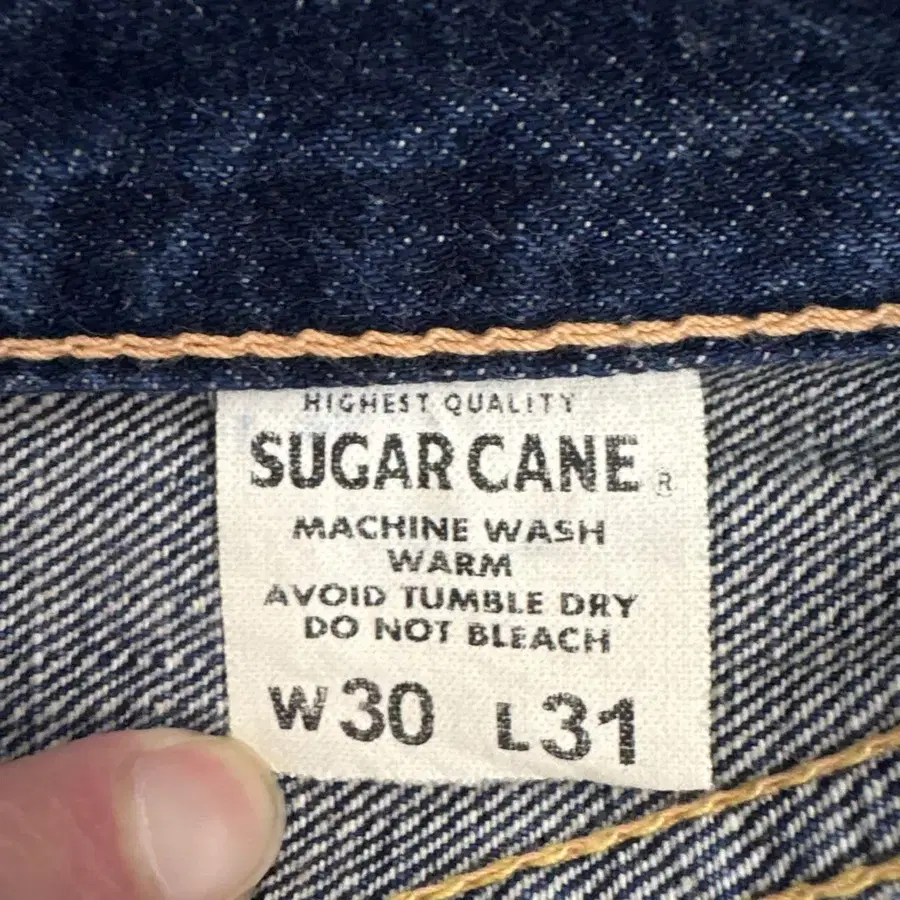 HIGHEST QUALITY
SUGAR CANE ®
MACHINE WASH
WARM
AVOID TUMBLE DRY
DO NOT BLEACH
W30 L31